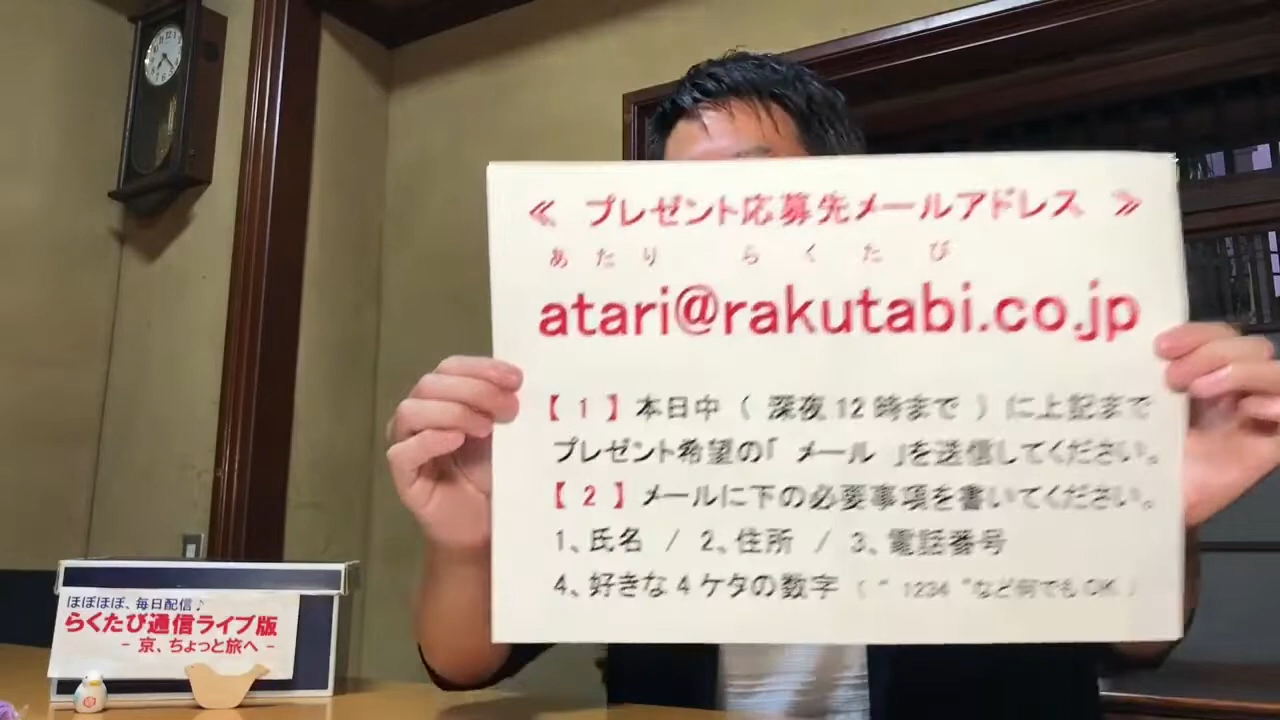 ≪ プレゼント応募先メールアドレス ≫
あたり らくたび
atari@rakutabi.co.jp
【1】本日中（深夜12時まで）に上記まで
プレゼント希望の「メール」を送信してください。
【2】メールに下の必要事項を書いてください。
1、氏名 / 2、住所 / 3、電話番号
4、好きな4ケタの数字（“1234”など何でもOK）
ほぼほぼ、毎日配信♪
らくたび通信ライブ版
- 京、ちょっと旅へ -